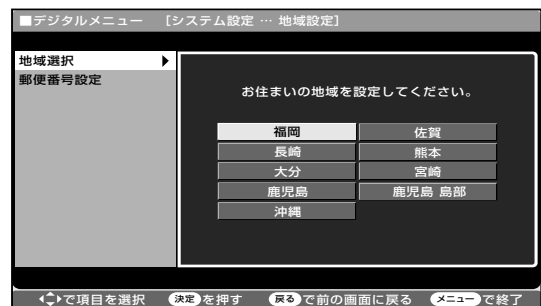 ■デジタルメニュー [システム設定 … 地域設定]
地域選択
郵便番号設定
お住まいの地域を設定してください。
福岡 佐賀
長崎 熊本
大分 宮崎
鹿児島 鹿児島 島部
沖縄
で項目を選択 決定を押す 戻るで前の画面に戻る メニューで終了